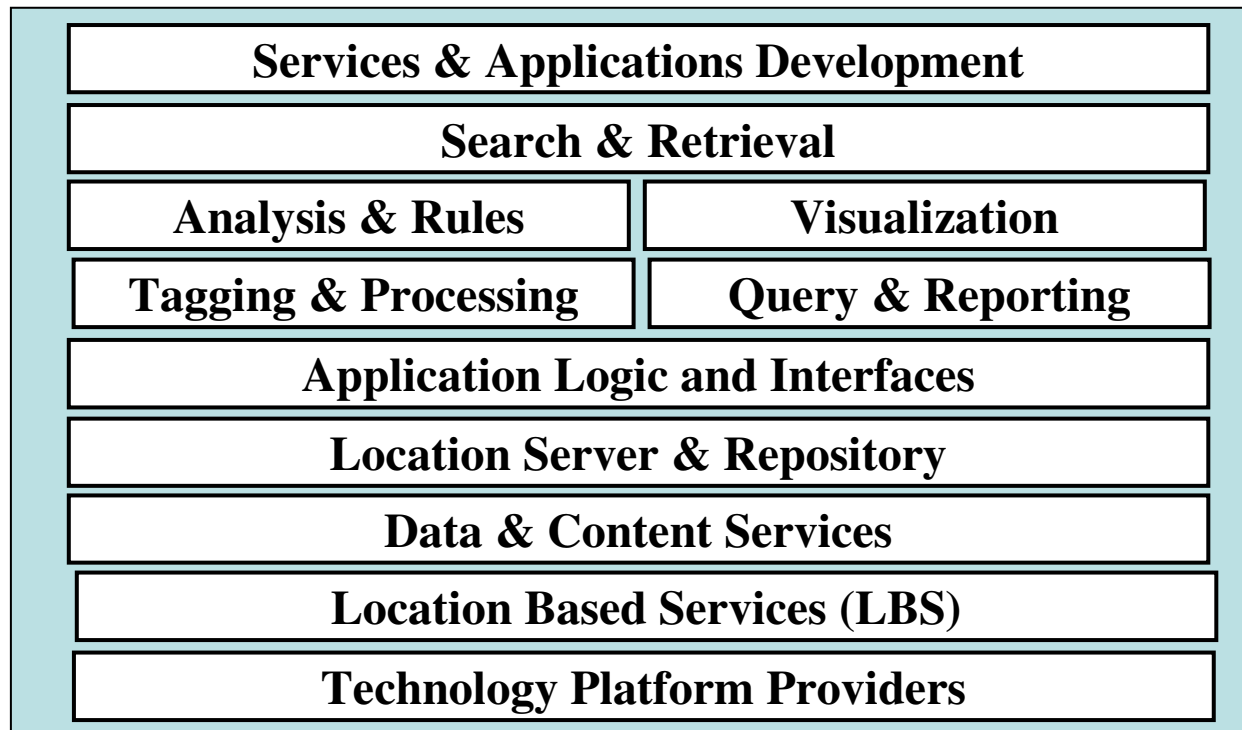 Services & Applications Development
Search & Retrieval
Analysis & Rules
Visualization
Tagging & Processing
Query & Reporting
Application Logic and Interfaces
Location Server & Repository
Data & Content Services
Location Based Services (LBS)
Technology Platform Providers